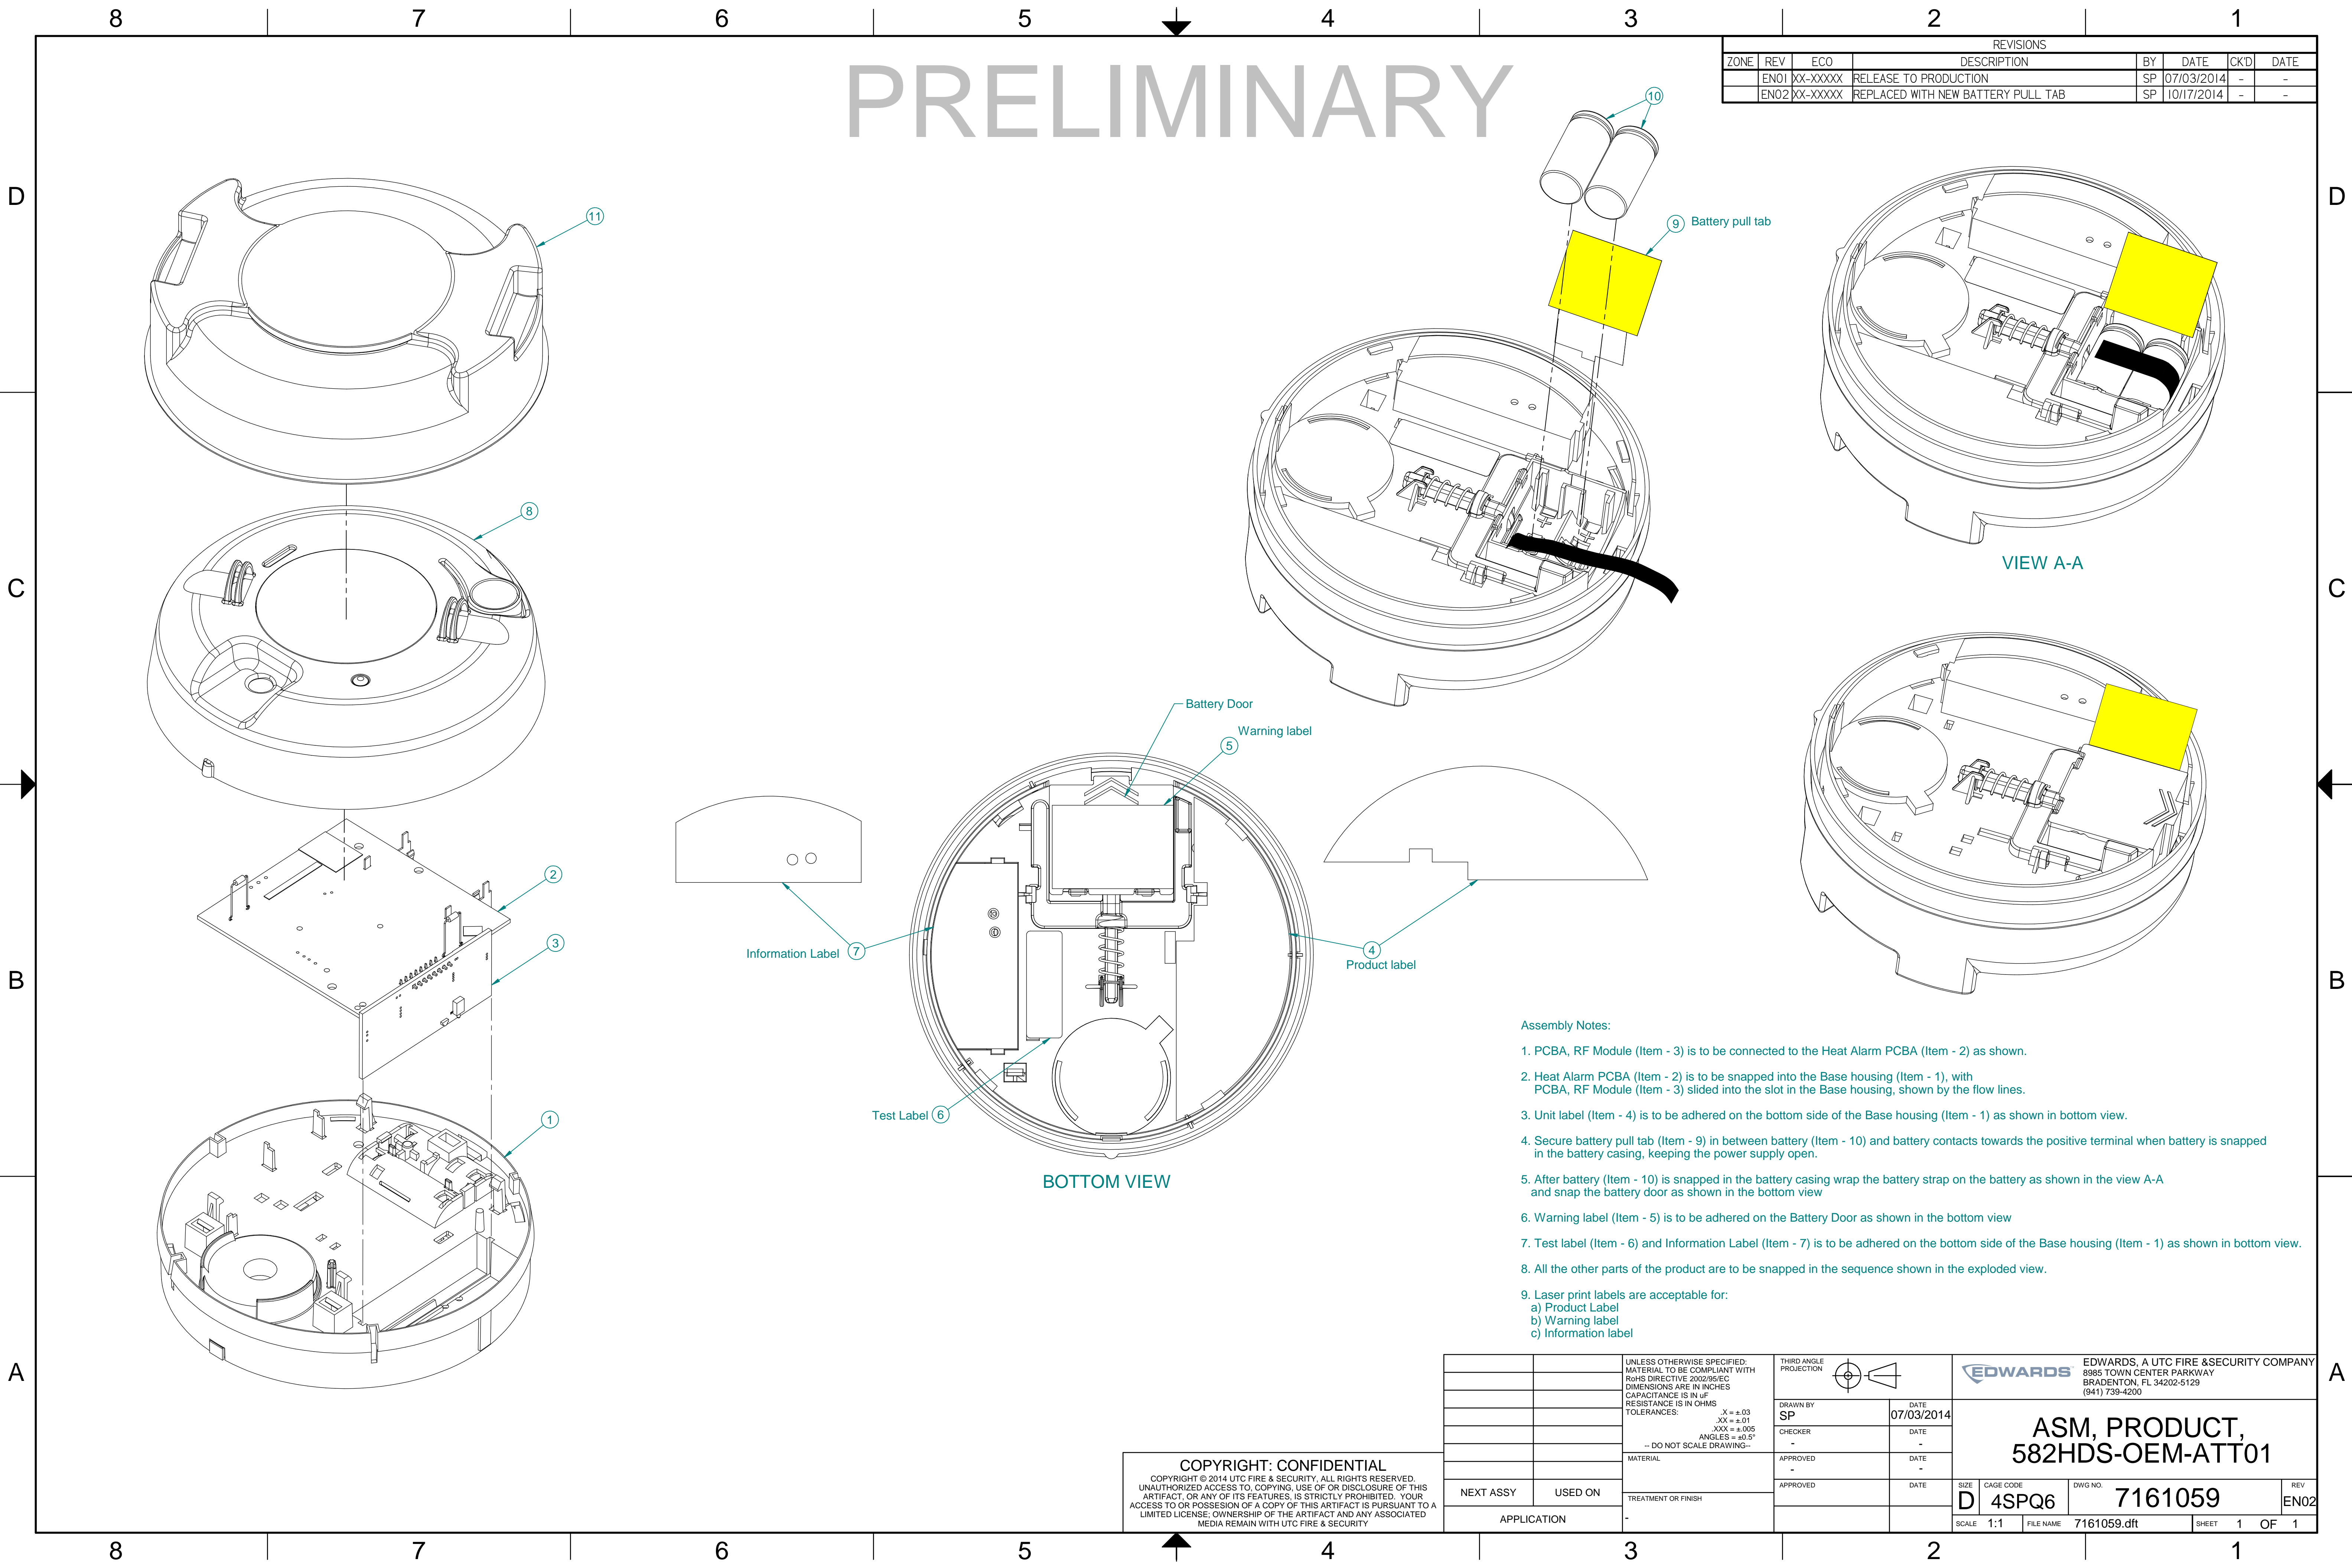 8 7 6 5 4 3 2 1
PRELIMINARY
REVISIONS
ZONE REV ECO DESCRIPTION BY DATE CK'D DATE
EN01 XX-XXXXX RELEASE TO PRODUCTION SP 07/03/2014 - -
EN02 XX-XXXXX REPLACED WITH NEW BATTERY PULL TAB SP 10/17/2014 - -
10
D D
11
9 Battery pull tab
8
VIEW A-A
C C
Battery Door
Warning label
5
2
3
7
Information Label
4
Product label
B B
1
Test Label 6
BOTTOM VIEW
Assembly Notes:
1. PCBA, RF Module (Item - 3) is to be connected to the Heat Alarm PCBA (Item - 2) as shown.
2. Heat Alarm PCBA (Item - 2) is to be snapped into the Base housing (Item - 1), with
PCBA, RF Module (Item - 3) slided into the slot in the Base housing, shown by the flow lines.
3. Unit label (Item - 4) is to be adhered on the bottom side of the Base housing (Item - 1) as shown in bottom view.
4. Secure battery pull tab (Item - 9) in between battery (Item - 10) and battery contacts towards the positive terminal when battery is snapped
in the battery casing, keeping the power supply open.
5. After battery (Item - 10) is snapped in the battery casing wrap the battery strap on the battery as shown in the view A-A
and snap the battery door as shown in the bottom view
6. Warning label (Item - 5) is to be adhered on the Battery Door as shown in the bottom view
7. Test label (Item - 6) and Information Label (Item - 7) is to be adhered on the bottom side of the Base housing (Item - 1) as shown in bottom view.
8. All the other parts of the product are to be snapped in the sequence shown in the exploded view.
9. Laser print labels are acceptable for:
a) Product Label
b) Warning label
c) Information label
A A
UNLESS OTHERWISE SPECIFIED:
MATERIAL TO BE COMPLIANT WITH
RoHS DIRECTIVE 2002/95/EC
DIMENSIONS ARE IN INCHES
CAPACITANCE IS IN uF
RESISTANCE IS IN OHMS
TOLERANCES: .X = ±.03
.XX = ±.01
.XXX = ±.005
ANGLES = ±0.5°
-- DO NOT SCALE DRAWING--
MATERIAL
TREATMENT OR FINISH
-
THIRD ANGLE
PROJECTION
DRAWN BY DATE
SP 07/03/2014
CHECKER DATE
- -
APPROVED DATE
- -
APPROVED DATE
EDWARDS
EDWARDS, A UTC FIRE &SECURITY COMPANY
8985 TOWN CENTER PARKWAY
BRADENTON, FL 34202-5129
(941) 739-4200
ASM, PRODUCT,
582HDS-OEM-ATT01
SIZE CAGE CODE DWG NO. REV
D 4SPQ6 7161059 EN02
SCALE 1:1 FILE NAME 7161059.dft SHEET 1 OF 1
NEXT ASSY USED ON
APPLICATION
COPYRIGHT: CONFIDENTIAL
COPYRIGHT © 2014 UTC FIRE & SECURITY, ALL RIGHTS RESERVED.
UNAUTHORIZED ACCESS TO, COPYING, USE OF OR DISCLOSURE OF THIS
ARTIFACT, OR ANY OF ITS FEATURES, IS STRICTLY PROHIBITED. YOUR
ACCESS TO OR POSSESION OF A COPY OF THIS ARTIFACT IS PURSUANT TO A
LIMITED LICENSE; OWNERSHIP OF THE ARTIFACT AND ANY ASSOCIATED
MEDIA REMAIN WITH UTC FIRE & SECURITY
8 7 6 5 4 3 2 1